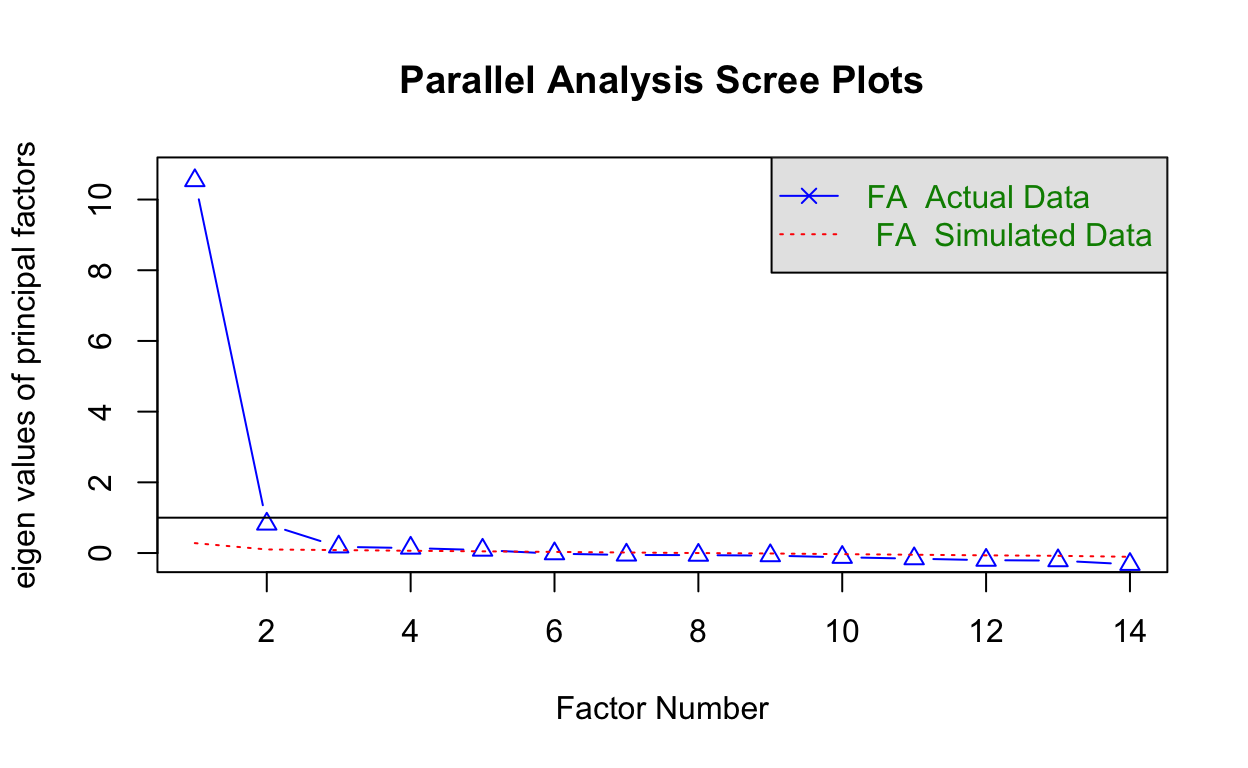 Parallel Analysis Scree Plots
eigen values of principal factors
10
8
6
4
2
0
FA  Actual Data
FA  Simulated Data
2 4 6 8 10 12 14
Factor Number